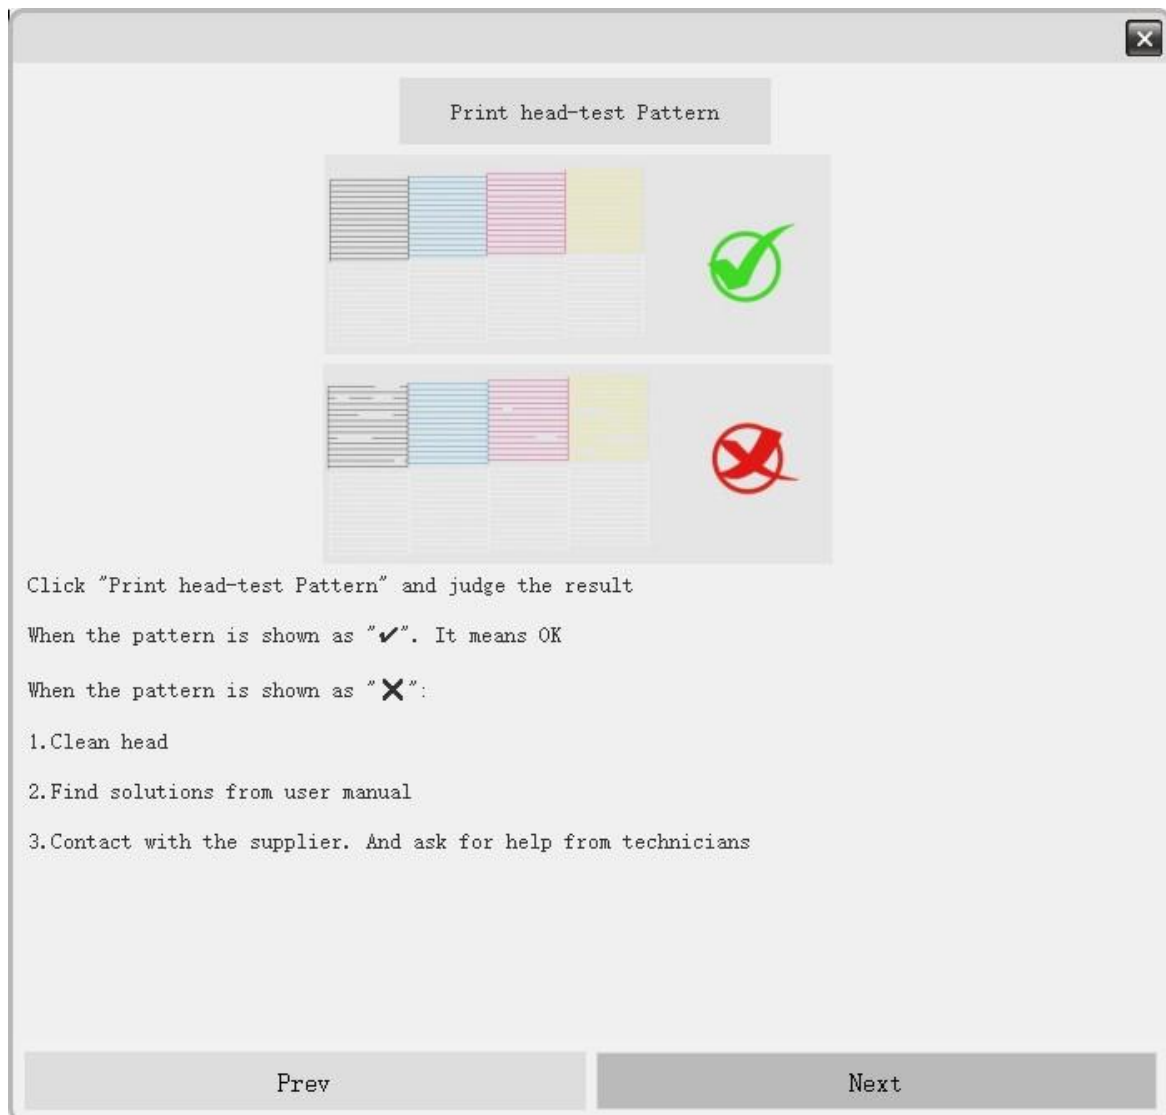 Print head-test Pattern
Click "Print head-test Pattern" and judge the result
When the pattern is shown as "✔". It means OK
When the pattern is shown as "✕":
1.Clean head
2.Find solutions from user manual
3.Contact with the supplier. And ask for help from technicians
Prev
Next